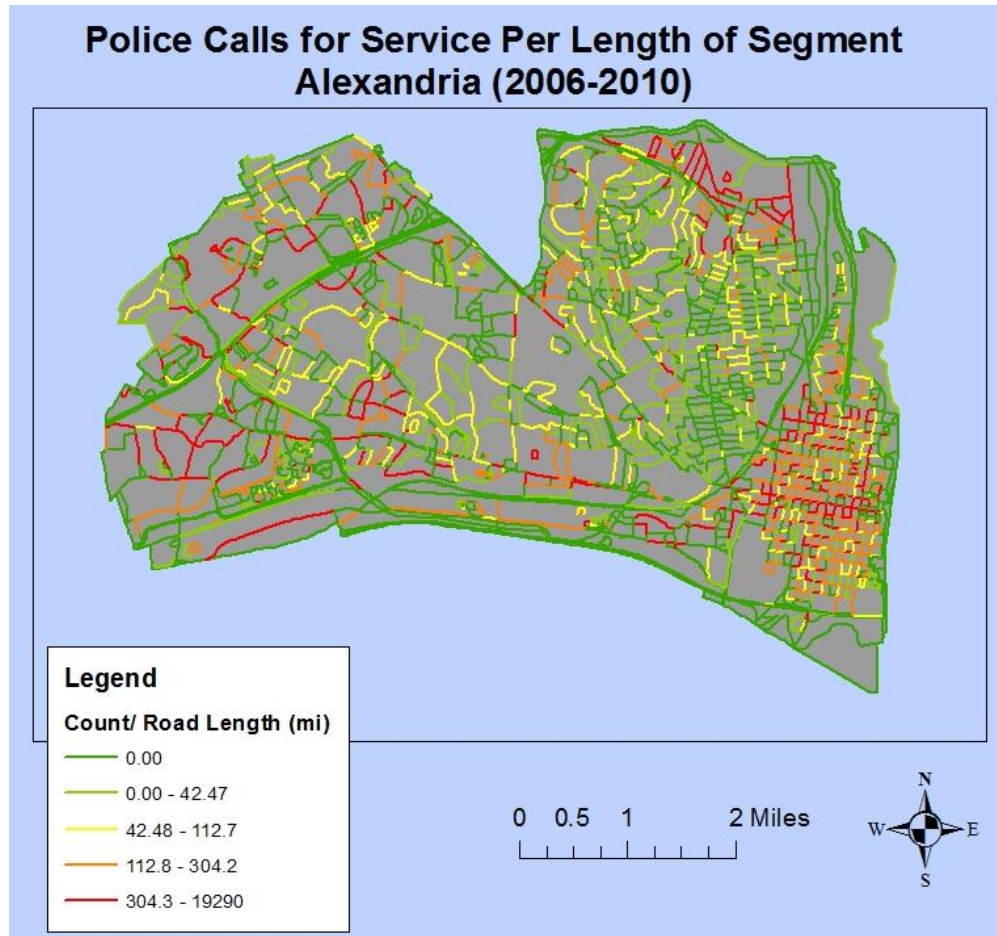 Police Calls for Service Per Length of Segment
Alexandria (2006-2010)
Legend
Count/ Road Length (mi)
0.00
0.00 - 42.47
42.48 - 112.7
112.8 - 304.2
304.3 - 19290
0 0.5 1 2 Miles
N
W E
S